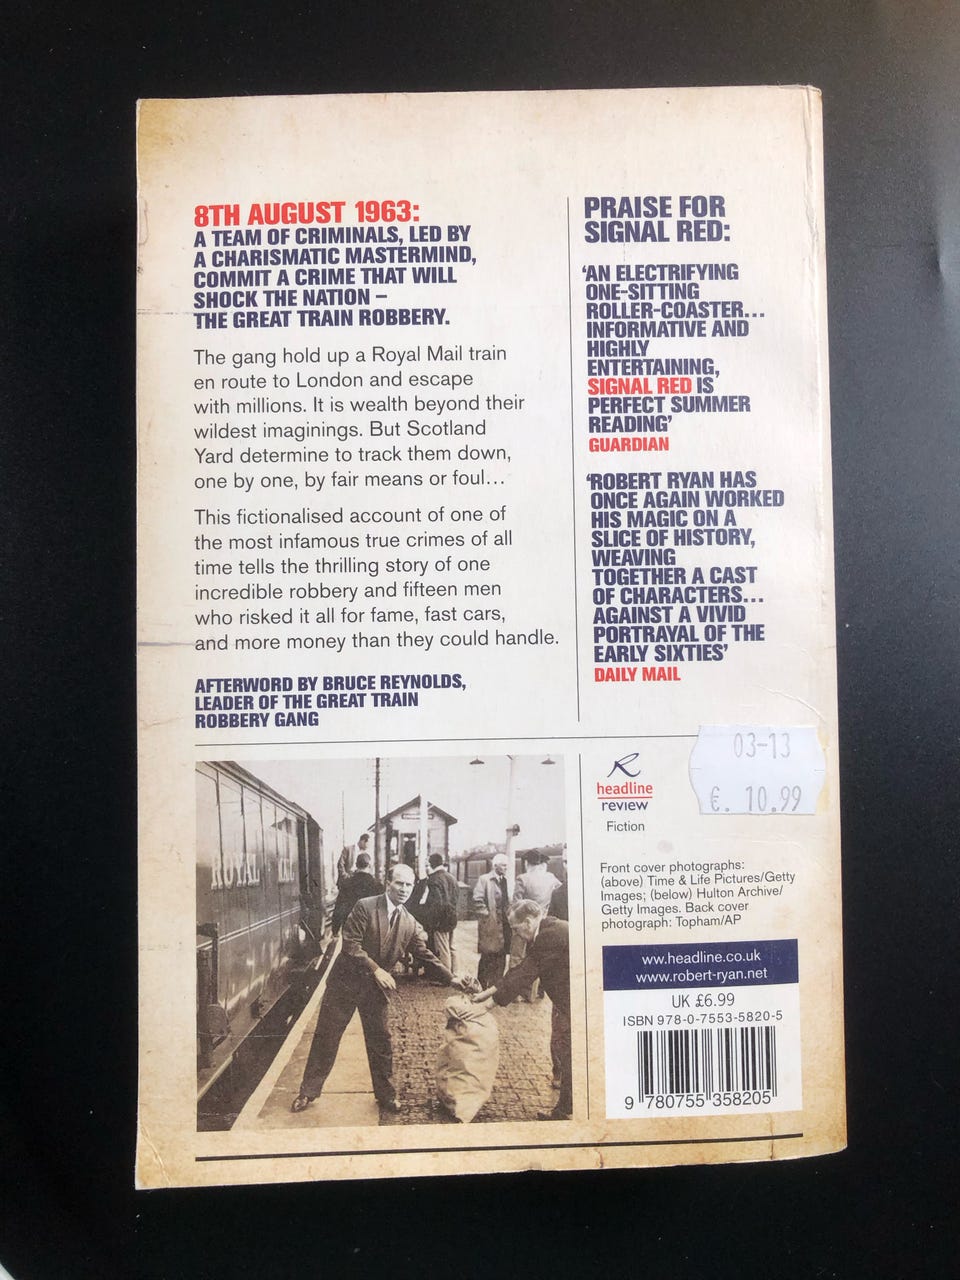 8TH AUGUST 1963:
A TEAM OF CRIMINALS, LED BY
A CHARISMATIC MASTERMIND,
COMMIT A CRIME THAT WILL
SHOCK THE NATION –
THE GREAT TRAIN ROBBERY.
The gang hold up a Royal Mail train
en route to London and escape
with millions. It is wealth beyond their
wildest imaginings. But Scotland
Yard determine to track them down,
one by one, by fair means or foul...
This fictionalised account of one of
the most infamous true crimes of all
time tells the thrilling story of one
incredible robbery and fifteen men
who risked it all for fame, fast cars,
and more money than they could handle.
AFTERWORD BY BRUCE REYNOLDS,
LEADER OF THE GREAT TRAIN
ROBBERY GANG
PRAISE FOR
SIGNAL RED:
‘AN ELECTRIFYING
ONE-SITTING
ROLLER-COASTER...
INFORMATIVE AND
HIGHLY
ENTERTAINING,
SIGNAL RED IS
PERFECT SUMMER
READING’
GUARDIAN
‘ROBERT RYAN HAS
ONCE AGAIN WORKED
HIS MAGIC ON A
SLICE OF HISTORY,
WEAVING
TOGETHER A CAST
OF CHARACTERS...
AGAINST A VIVID
PORTRAYAL OF THE
EARLY SIXTIES’
DAILY MAIL
03-13
€. 10.99
ROYAL MAIL
R
headline
review
Fiction
Front cover photographs:
(above) Time & Life Pictures/Getty
Images; (below) Hulton Archive/
Getty Images. Back cover
photograph: Topham/AP
www.headline.co.uk
www.robert-ryan.net
UK £6.99
ISBN 978-0-7553-5820-5
9 780755 358205